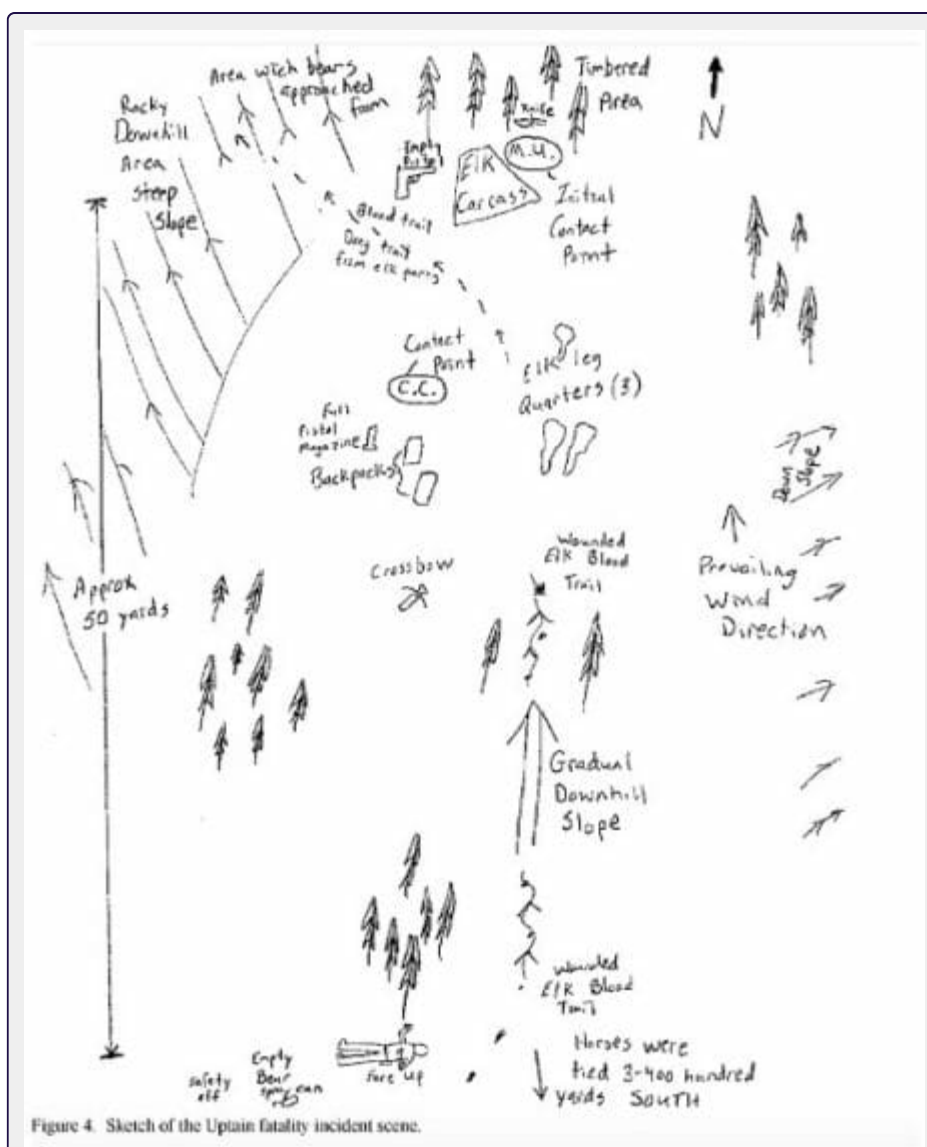 Area wich bears
approached
from
Rocky
Downhill
Area
steep
Slope
Timbered
Area
N
Knife
Empty
Pistol
Elk
Carcass
M.U.
Initial
Contact
Point
Blood trail
Drag trail
from elk parts
Contact
Point
C.C.
Elk leg
Quarters (3)
Full
Pistol
Magazine
Backpacks
Down
Slope
Crossbow
Wounded
Elk Blood
Trail
Prevailing
Wind
Direction
Approx
50 yards
Gradual
Downhill
Slope
Wounded
Elk Blood
Trail
Safety
off
Empty
Bear
spray can
Face up
Horses were
tied 3-400 hundred
yards SOUTH
Figure 4. Sketch of the Uptain fatality incident scene.